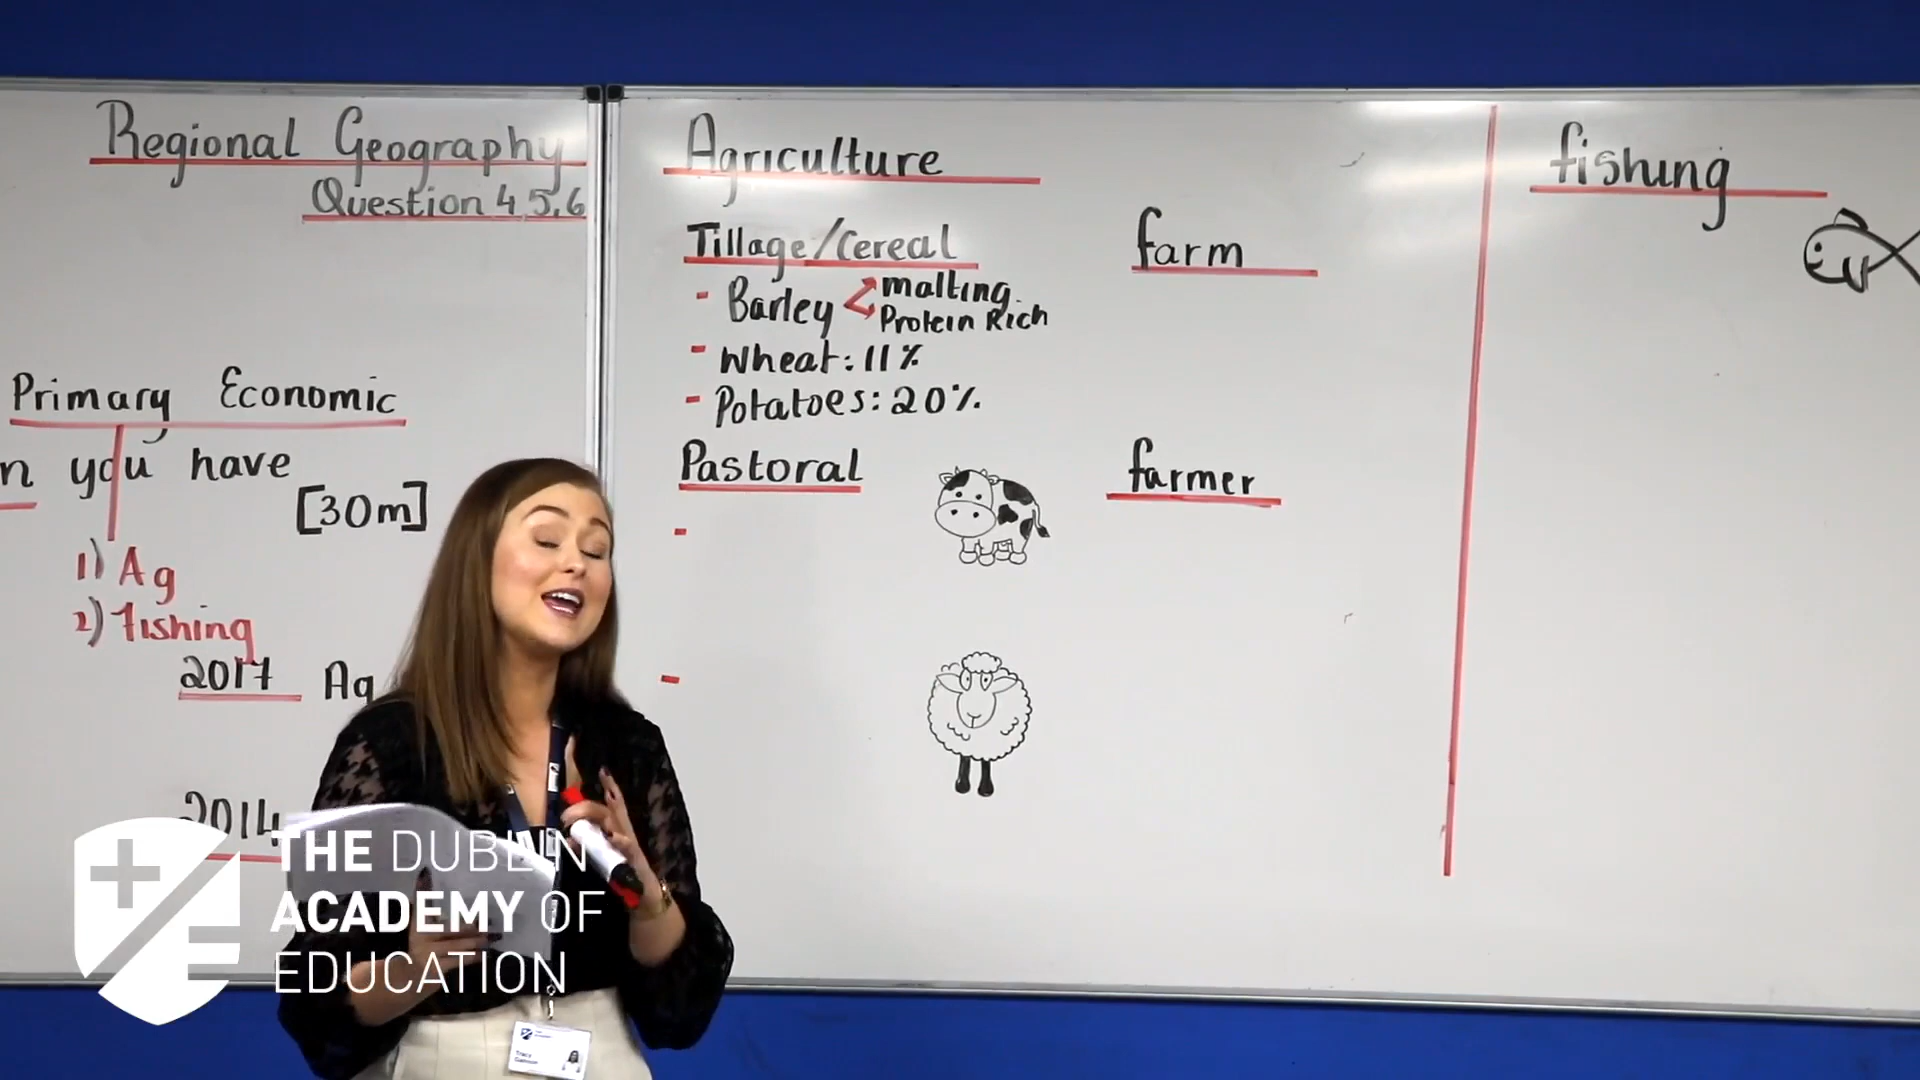 Regional Geography
Question 4,5,6
Primary Economic
n you have
[30m]
1) Ag
2) Fishing
2017 Ag
2014
Agriculture
Tillage/Cereal
- Barley < malting
Protein Rich
- Wheat: 11%
- Potatoes: 20%
Pastoral
-
-
farm
farmer
fishing
THE DUBLIN
ACADEMY OF
EDUCATION
Tracy